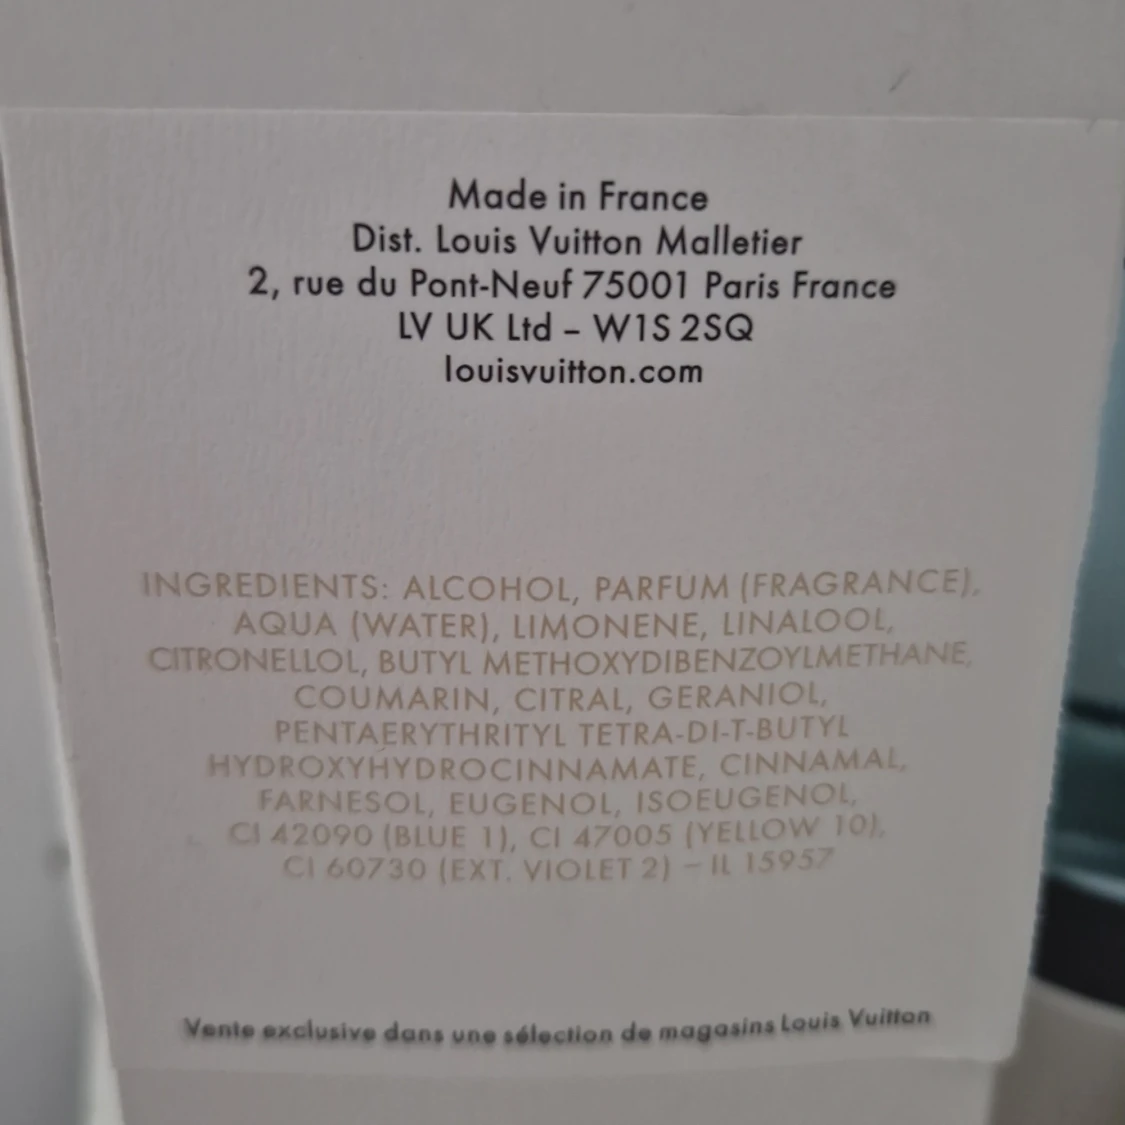 Made in France
Dist. Louis Vuitton Malletier
2, rue du Pont-Neuf 75001 Paris France
LV UK Ltd – W1S 2SQ
louisvuitton.com
INGREDIENTS: ALCOHOL, PARFUM (FRAGRANCE),
AQUA (WATER), LIMONENE, LINALOOL,
CITRONELLOL, BUTYL METHOXYDIBENZOYLMETHANE,
COUMARIN, CITRAL, GERANIOL,
PENTAERYTHRITYL TETRA-DI-T-BUTYL
HYDROXYHYDROCINNAMATE, CINNAMAL,
FARNESOL, EUGENOL, ISOEUGENOL,
CI 42090 (BLUE 1), CI 47005 (YELLOW 10),
CI 60730 (EXT. VIOLET 2) – IL 15957
Vente exclusive dans une sélection de magasins Louis Vuitton